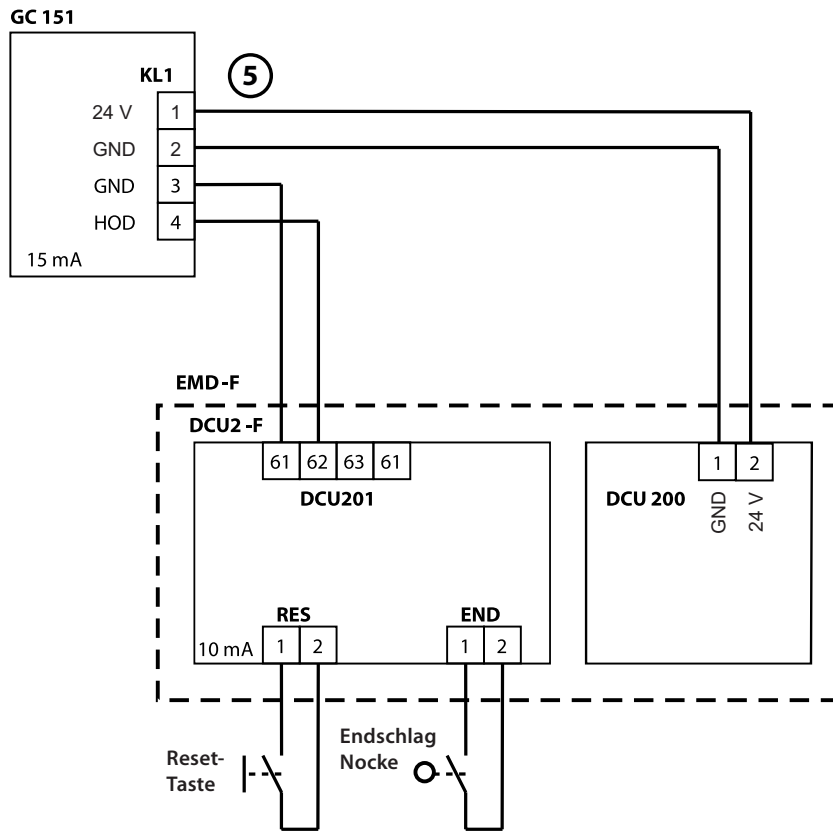 GC 151
KL1
5
24 V 1
GND 2
GND 3
HOD 4
15 mA
EMD-F
DCU2 -F
61 62 63 61
1 2
DCU201
DCU 200
GND
24 V
RES
END
10 mA
1 2
1 2
Reset-
Taste
Endschlag
Nocke